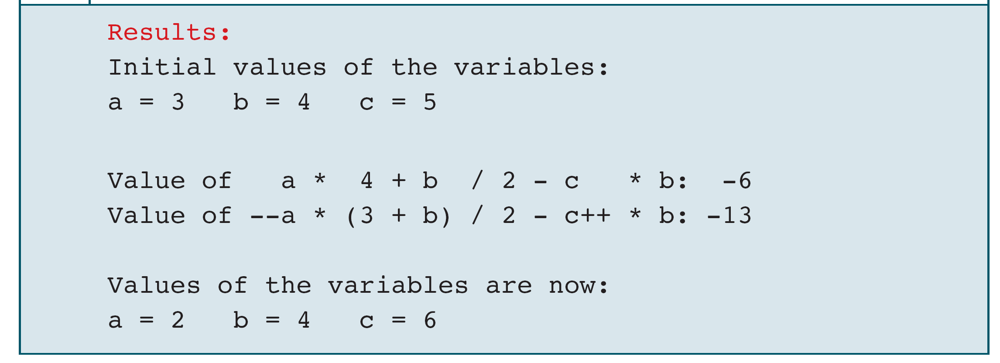 Results:
Initial values of the variables:
a = 3   b = 4   c = 5
Value of   a *  4 + b  / 2 - c   * b:  -6
Value of --a * (3 + b) / 2 - c++ * b: -13
Values of the variables are now:
a = 2   b = 4   c = 6